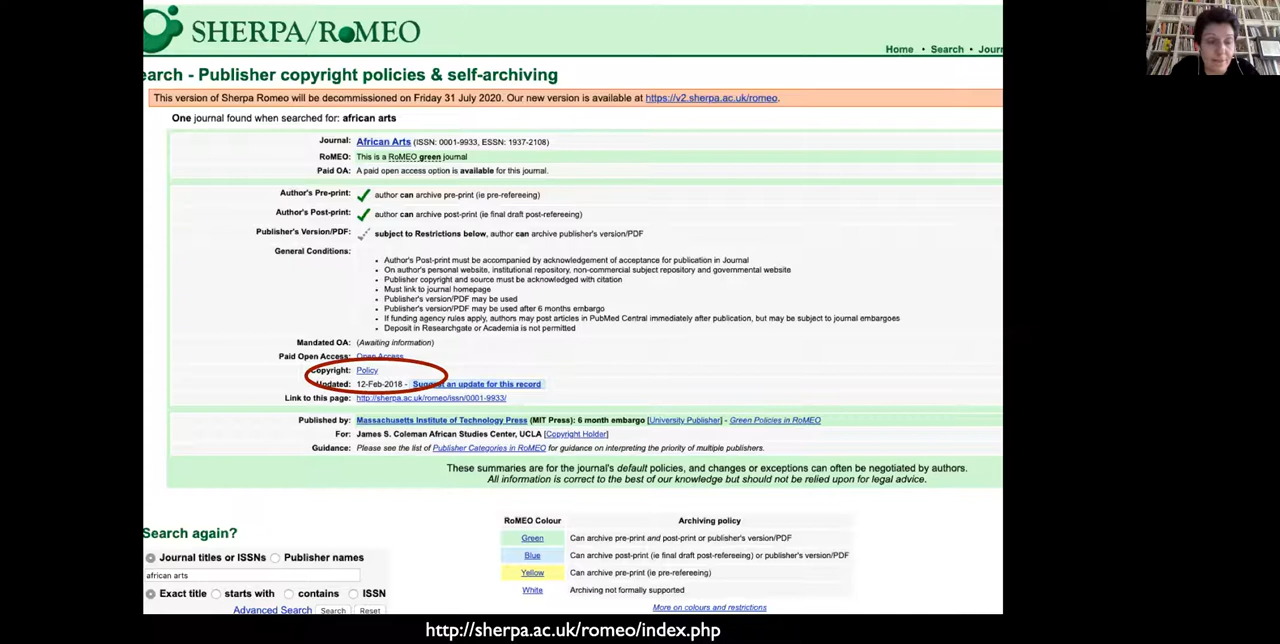 SHERPA/RoMEO
Home • Search • Jour
earch - Publisher copyright policies & self-archiving
This version of Sherpa Romeo will be decommissioned on Friday 31 July 2020. Our new version is available at https://v2.sherpa.ac.uk/romeo.
One journal found when searched for: african arts
Journal: African Arts (ISSN: 0001-9933, ESSN: 1937-2108)
RoMEO: This is a RoMEO green journal
Paid OA: A paid open access option is available for this journal.
Author's Pre-print: author can archive pre-print (ie pre-refereeing)
Author's Post-print: author can archive post-print (ie final draft post-refereeing)
Publisher's Version/PDF: subject to Restrictions below, author can archive publisher's version/PDF
General Conditions:
• Author's Post-print must be accompanied by acknowledgement of acceptance for publication in Journal
• On author's personal website, institutional repository, non-commercial subject repository and governmental website
• Publisher copyright and source must be acknowledged with citation
• Must link to journal homepage
• Publisher's version/PDF may be used
• Publisher's version/PDF may be used after 6 months embargo
• If funding agency rules apply, authors may post articles in PubMed Central immediately after publication, but may be subject to journal embargoes
• Deposit in Researchgate or Academia is not permitted
Mandated OA: (Awaiting information)
Paid Open Access: Open Access
Copyright: Policy
Updated: 12-Feb-2018 - Suggest an update for this record
Link to this page: http://sherpa.ac.uk/romeo/issn/0001-9933/
Published by: Massachusetts Institute of Technology Press (MIT Press): 6 month embargo [University Publisher] - Green Policies in RoMEO
For: James S. Coleman African Studies Center, UCLA [Copyright Holder]
Guidance: Please see the list of Publisher Categories in RoMEO for guidance on interpreting the priority of multiple publishers.
These summaries are for the journal's default policies, and changes or exceptions can often be negotiated by authors.
All information is correct to the best of our knowledge but should not be relied upon for legal advice.
Search again?
Journal titles or ISSNs Publisher names
african arts
Exact title starts with contains ISSN
Advanced Search Search Reset
RoMEO Colour Archiving policy
Green Can archive pre-print and post-print or publisher's version/PDF
Blue Can archive post-print (ie final draft post-refereeing) or publisher's version/PDF
Yellow Can archive pre-print (ie pre-refereeing)
White Archiving not formally supported
More on colours and restrictions
http://sherpa.ac.uk/romeo/index.php